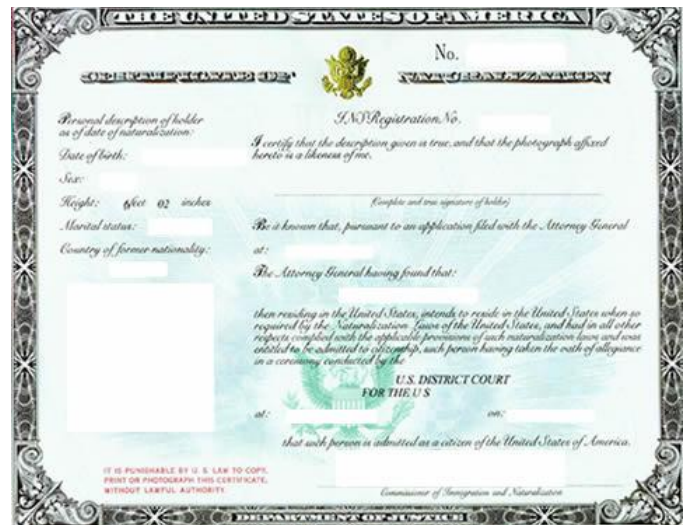 THE UNITED STATES OF AMERICA
No.
CERTIFICATE OF NATURALIZATION
Personal description of holder
as of date of naturalization:
Date of birth:
Sex:
Height: 6 feet 02 inches
Marital status:
Country of former nationality:
INS Registration No.
I certify that the description given is true, and that the photograph affixed
hereto is a likeness of me.
(Complete and true signature of holder)
Be it known that, pursuant to an application filed with the Attorney General
at:
The Attorney General having found that:
then residing in the United States, intends to reside in the United States when so
required by the Naturalization Laws of the United States, and had in all other
respects complied with the applicable provisions of such naturalization laws and was
entitled to be admitted to citizenship, such person having taken the oath of allegiance
in a ceremony conducted by the
U.S. DISTRICT COURT
FOR THE U S
at: on:
that such person is admitted as a citizen of the United States of America.
IT IS PUNISHABLE BY U. S. LAW TO COPY,
PRINT OR PHOTOGRAPH THIS CERTIFICATE,
WITHOUT LAWFUL AUTHORITY.
Commissioner of Immigration and Naturalization
DEPARTMENT OF JUSTICE